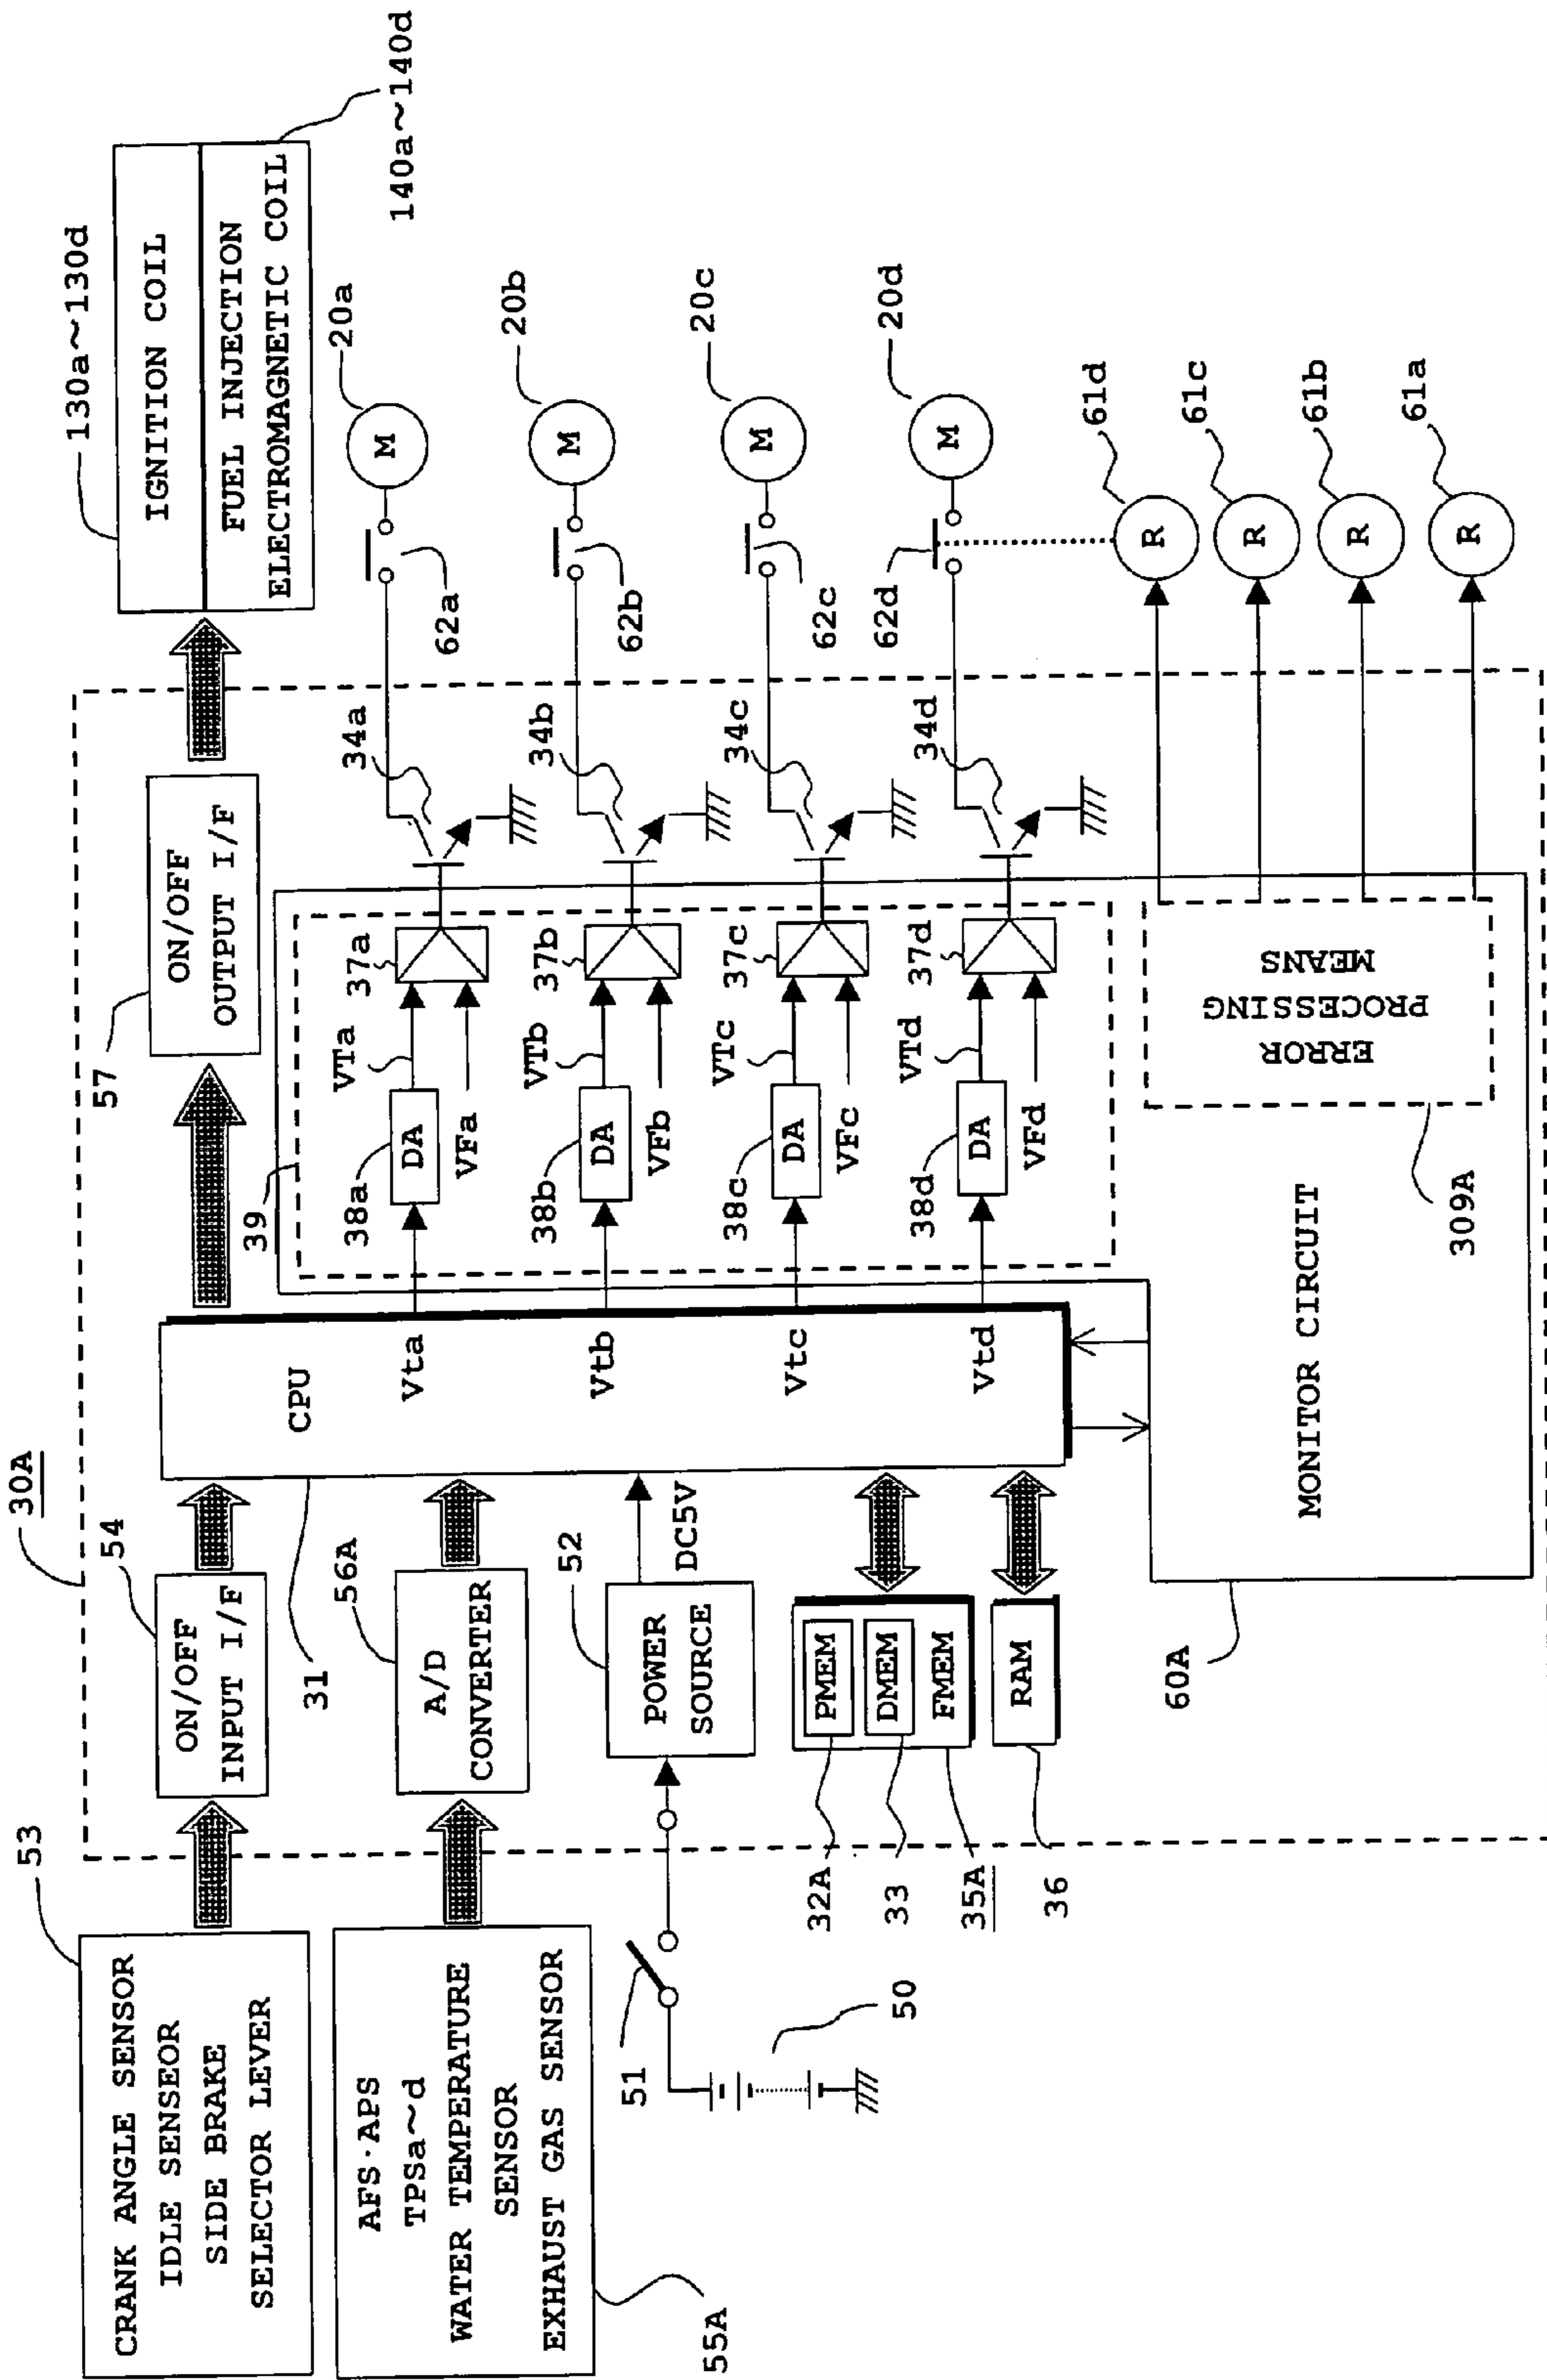 53
CRANK ANGLE SENSOR
IDLE SENSEOR
SIDE BRAKE
SELECTOR LEVER
AFS·APS
TPSa~d
WATER TEMPERATURE
SENSOR
EXHAUST GAS SENSOR
55A
51
50
30A
54
ON/OFF
INPUT I/F
31
56A
A/D
CONVERTER
52
POWER
SOURCE
DC5V
PMEM
DMEM
FMEM
RAM
32A
33
35A
36
CPU
Vta
Vtb
Vtc
Vtd
57
ON/OFF
OUTPUT I/F
39
38a
DA
VTa
VFa
37a
34a
38b
DA
VTb
VFb
37b
34b
38c
DA
VTc
VFc
37c
34c
38d
DA
VTd
VFd
37d
34d
60A
MONITOR CIRCUIT
309A
ERROR
PROCESSING
MEANS
130a~130d
IGNITION COIL
FUEL INJECTION
ELECTROMAGNETIC COIL
140a~140d
62a
M
20a
62b
M
20b
62c
M
20c
62d
M
20d
R
61d
R
61c
R
61b
R
61a